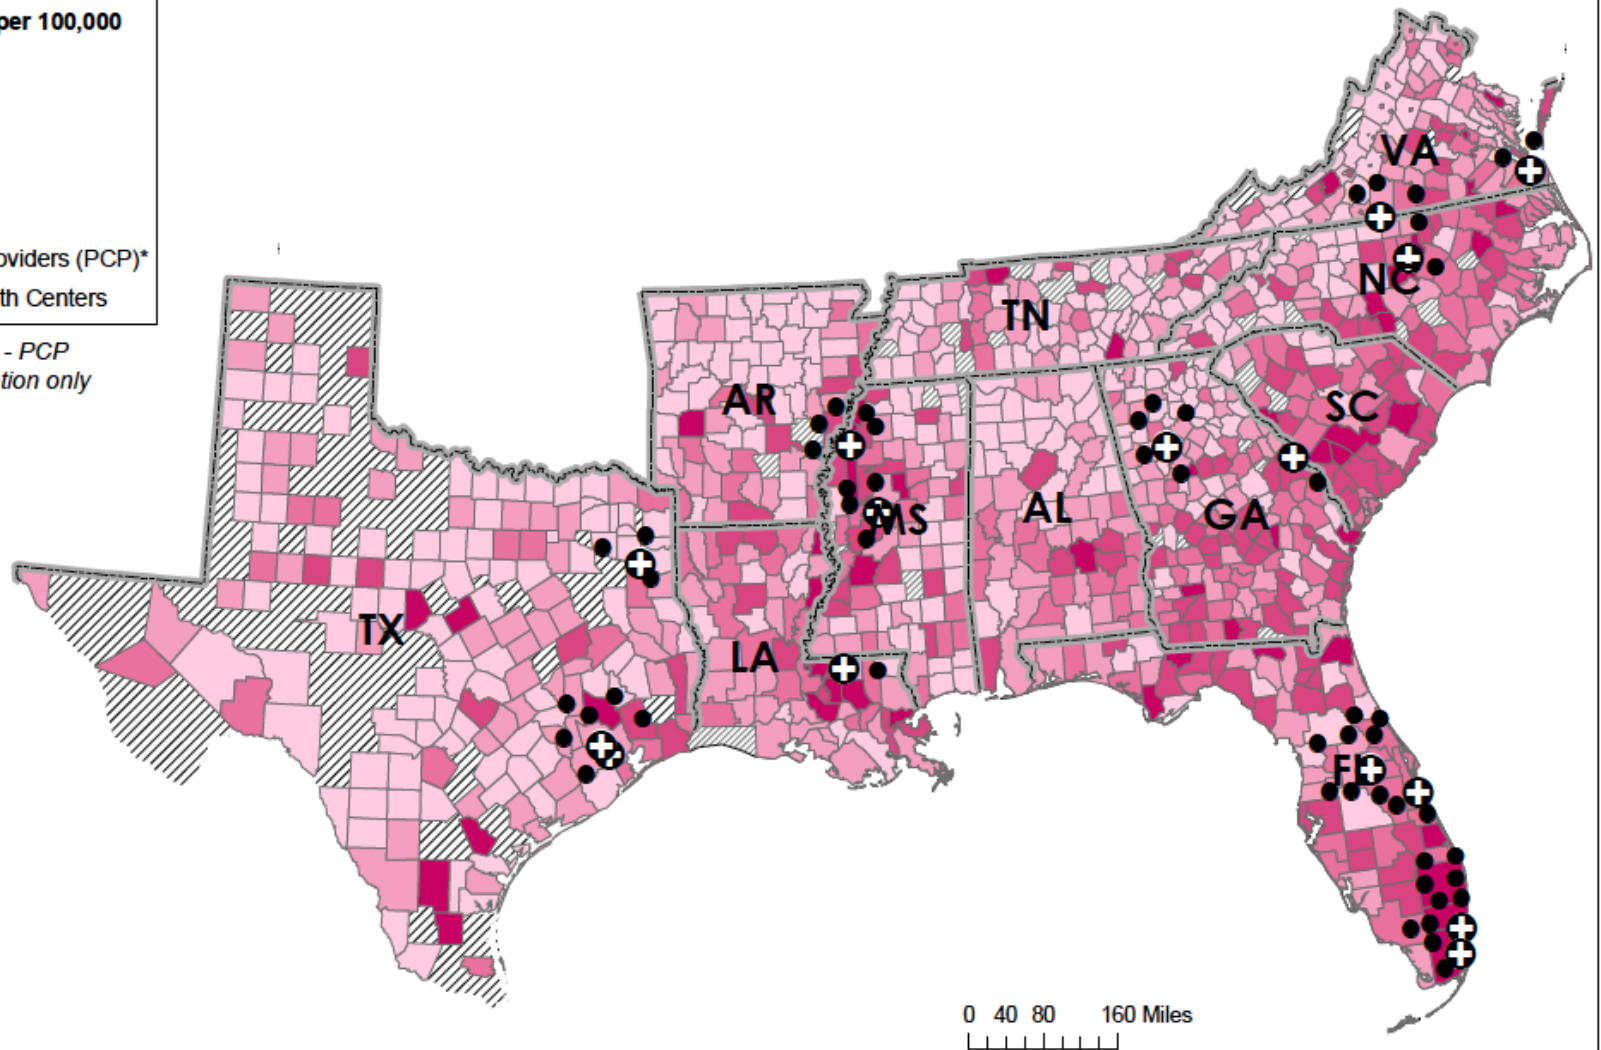 per 100,000
oviders (PCP)*
th Centers
- PCP
tion only
VA
NC
TN
AR
SC
MS
AL
GA
TX
LA
FL
0 40 80 160 Miles